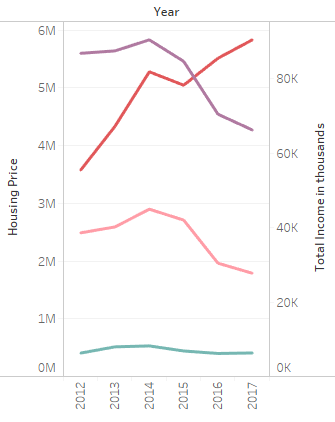 Year
6M
5M
4M
3M
2M
1M
0M
Housing Price
80K
60K
40K
20K
0K
Total Income in thousands
2012
2013
2014
2015
2016
2017